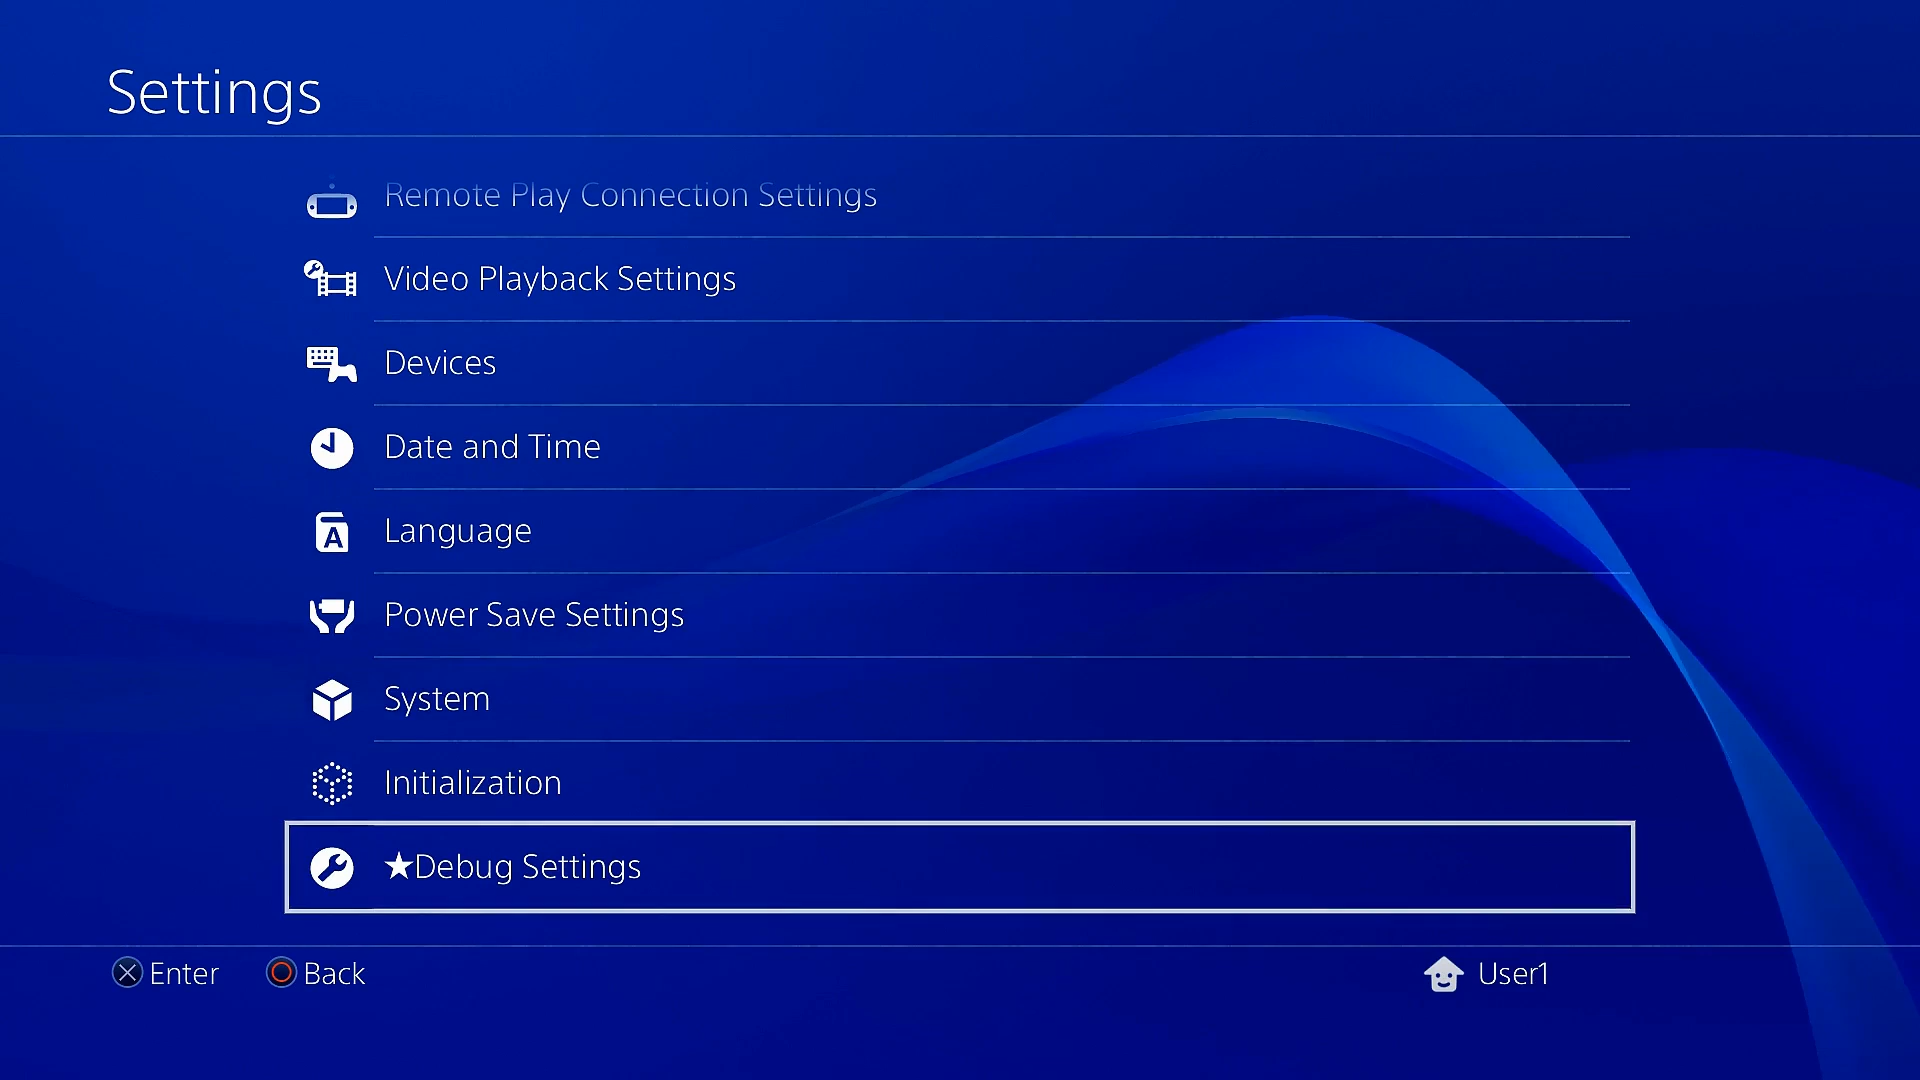 Settings
Remote Play Connection Settings
Video Playback Settings
Devices
Date and Time
Language
Power Save Settings
System
Initialization
★Debug Settings
Enter
Back
User1